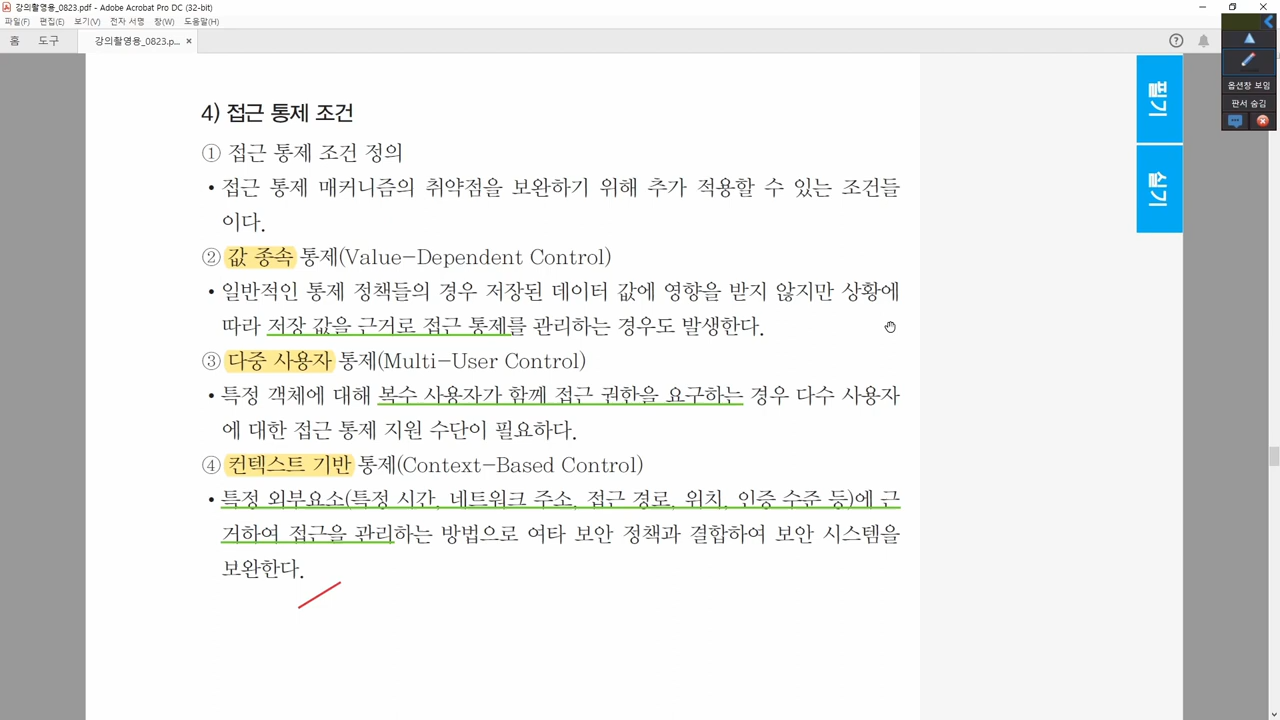 강의촬영용_0823.pdf - Adobe Acrobat Pro DC (32-bit)
파일(F) 편집(E) 보기(V) 전자 서명 창(W) 도움말(H)
홈 도구 강의촬영용_0823.p... ×
옵션창 보임
판서 숨김
필기
실기
4) 접근 통제 조건
① 접근 통제 조건 정의
• 접근 통제 매커니즘의 취약점을 보완하기 위해 추가 적용할 수 있는 조건들
이다.
② 값 종속 통제(Value-Dependent Control)
• 일반적인 통제 정책들의 경우 저장된 데이터 값에 영향을 받지 않지만 상황에
따라 저장 값을 근거로 접근 통제를 관리하는 경우도 발생한다.
③ 다중 사용자 통제(Multi-User Control)
• 특정 객체에 대해 복수 사용자가 함께 접근 권한을 요구하는 경우 다수 사용자
에 대한 접근 통제 지원 수단이 필요하다.
④ 컨텍스트 기반 통제(Context-Based Control)
• 특정 외부요소(특정 시간, 네트워크 주소, 접근 경로, 위치, 인증 수준 등)에 근
거하여 접근을 관리하는 방법으로 여타 보안 정책과 결합하여 보안 시스템을
보완한다.